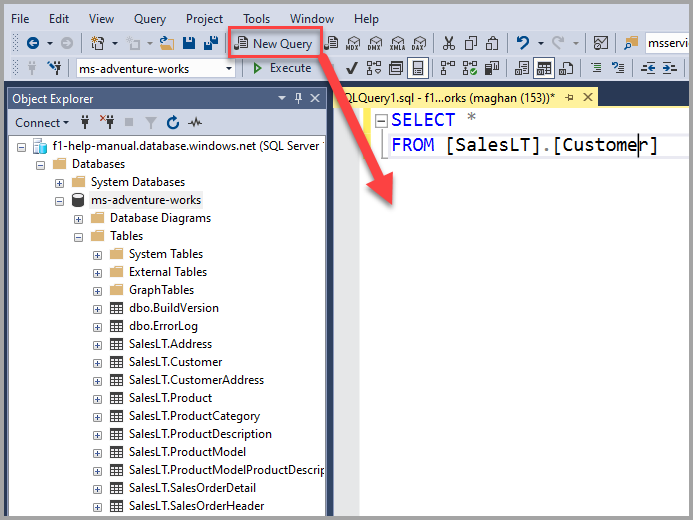 File Edit View Query Project Tools Window Help
New Query MDX DMX XMLA DAX msservi
ms-adventure-works Execute
Object Explorer
Connect
f1-help-manual.database.windows.net (SQL Server
Databases
System Databases
ms-adventure-works
Database Diagrams
Tables
System Tables
External Tables
GraphTables
dbo.BuildVersion
dbo.ErrorLog
SalesLT.Address
SalesLT.Customer
SalesLT.CustomerAddress
SalesLT.Product
SalesLT.ProductCategory
SalesLT.ProductDescription
SalesLT.ProductModel
SalesLT.ProductModelProductDescrip
SalesLT.SalesOrderDetail
SalesLT.SalesOrderHeader
QLQuery1.sql - f1...orks (maghan (153))*
SELECT *
FROM [SalesLT].[Customer]